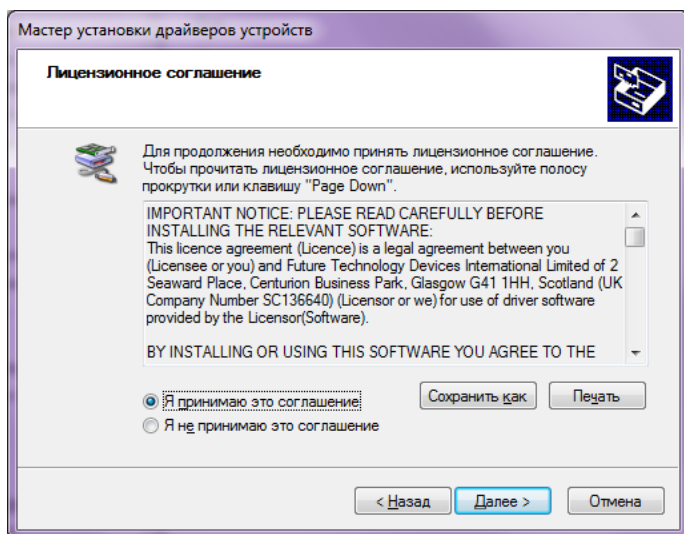 Мастер установки драйверов устройств
Лицензионное соглашение
Для продолжения необходимо принять лицензионное соглашение.
Чтобы прочитать лицензионное соглашение, используйте полосу
прокрутки или клавишу "Page Down".
IMPORTANT NOTICE: PLEASE READ CAREFULLY BEFORE
INSTALLING THE RELEVANT SOFTWARE:
This licence agreement (Licence) is a legal agreement between you
(Licensee or you) and Future Technology Devices International Limited of 2
Seaward Place, Centurion Business Park, Glasgow G41 1HH, Scotland (UK
Company Number SC136640) (Licensor or we) for use of driver software
provided by the Licensor(Software).
BY INSTALLING OR USING THIS SOFTWARE YOU AGREE TO THE
Я принимаю это соглашение
Сохранить как
Печать
Я не принимаю это соглашение
< Назад
Далее >
Отмена